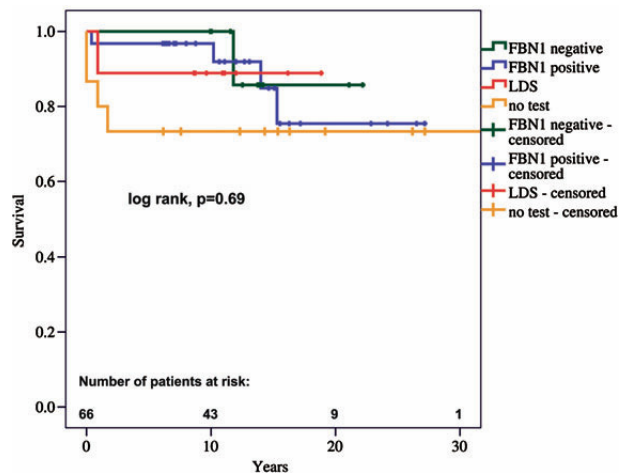 1.0
0.8
0.6
0.4
0.2
0.0
Survival
log rank, p=0.69
Number of patients at risk:
66 43 9 1
0 10 20 30
Years
FBN1 negative
FBN1 positive
LDS
no test
FBN1 negative -
censored
FBN1 positive -
censored
LDS - censored
no test - censored